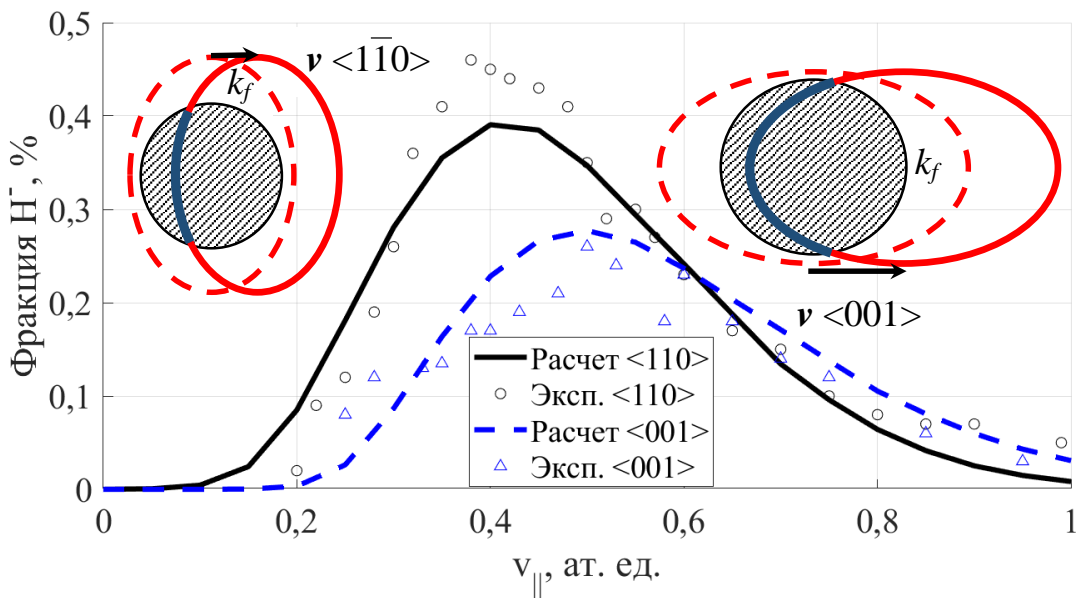 0,5
0,4
0,3
0,2
0,1
0
Фракция H⁻, %
v <11̅0>
k_f
k_f
v <001>
Расчет <110>
Эксп. <110>
Расчет <001>
Эксп. <001>
0
0,2
0,4
0,6
0,8
1
v_||, ат. ед.